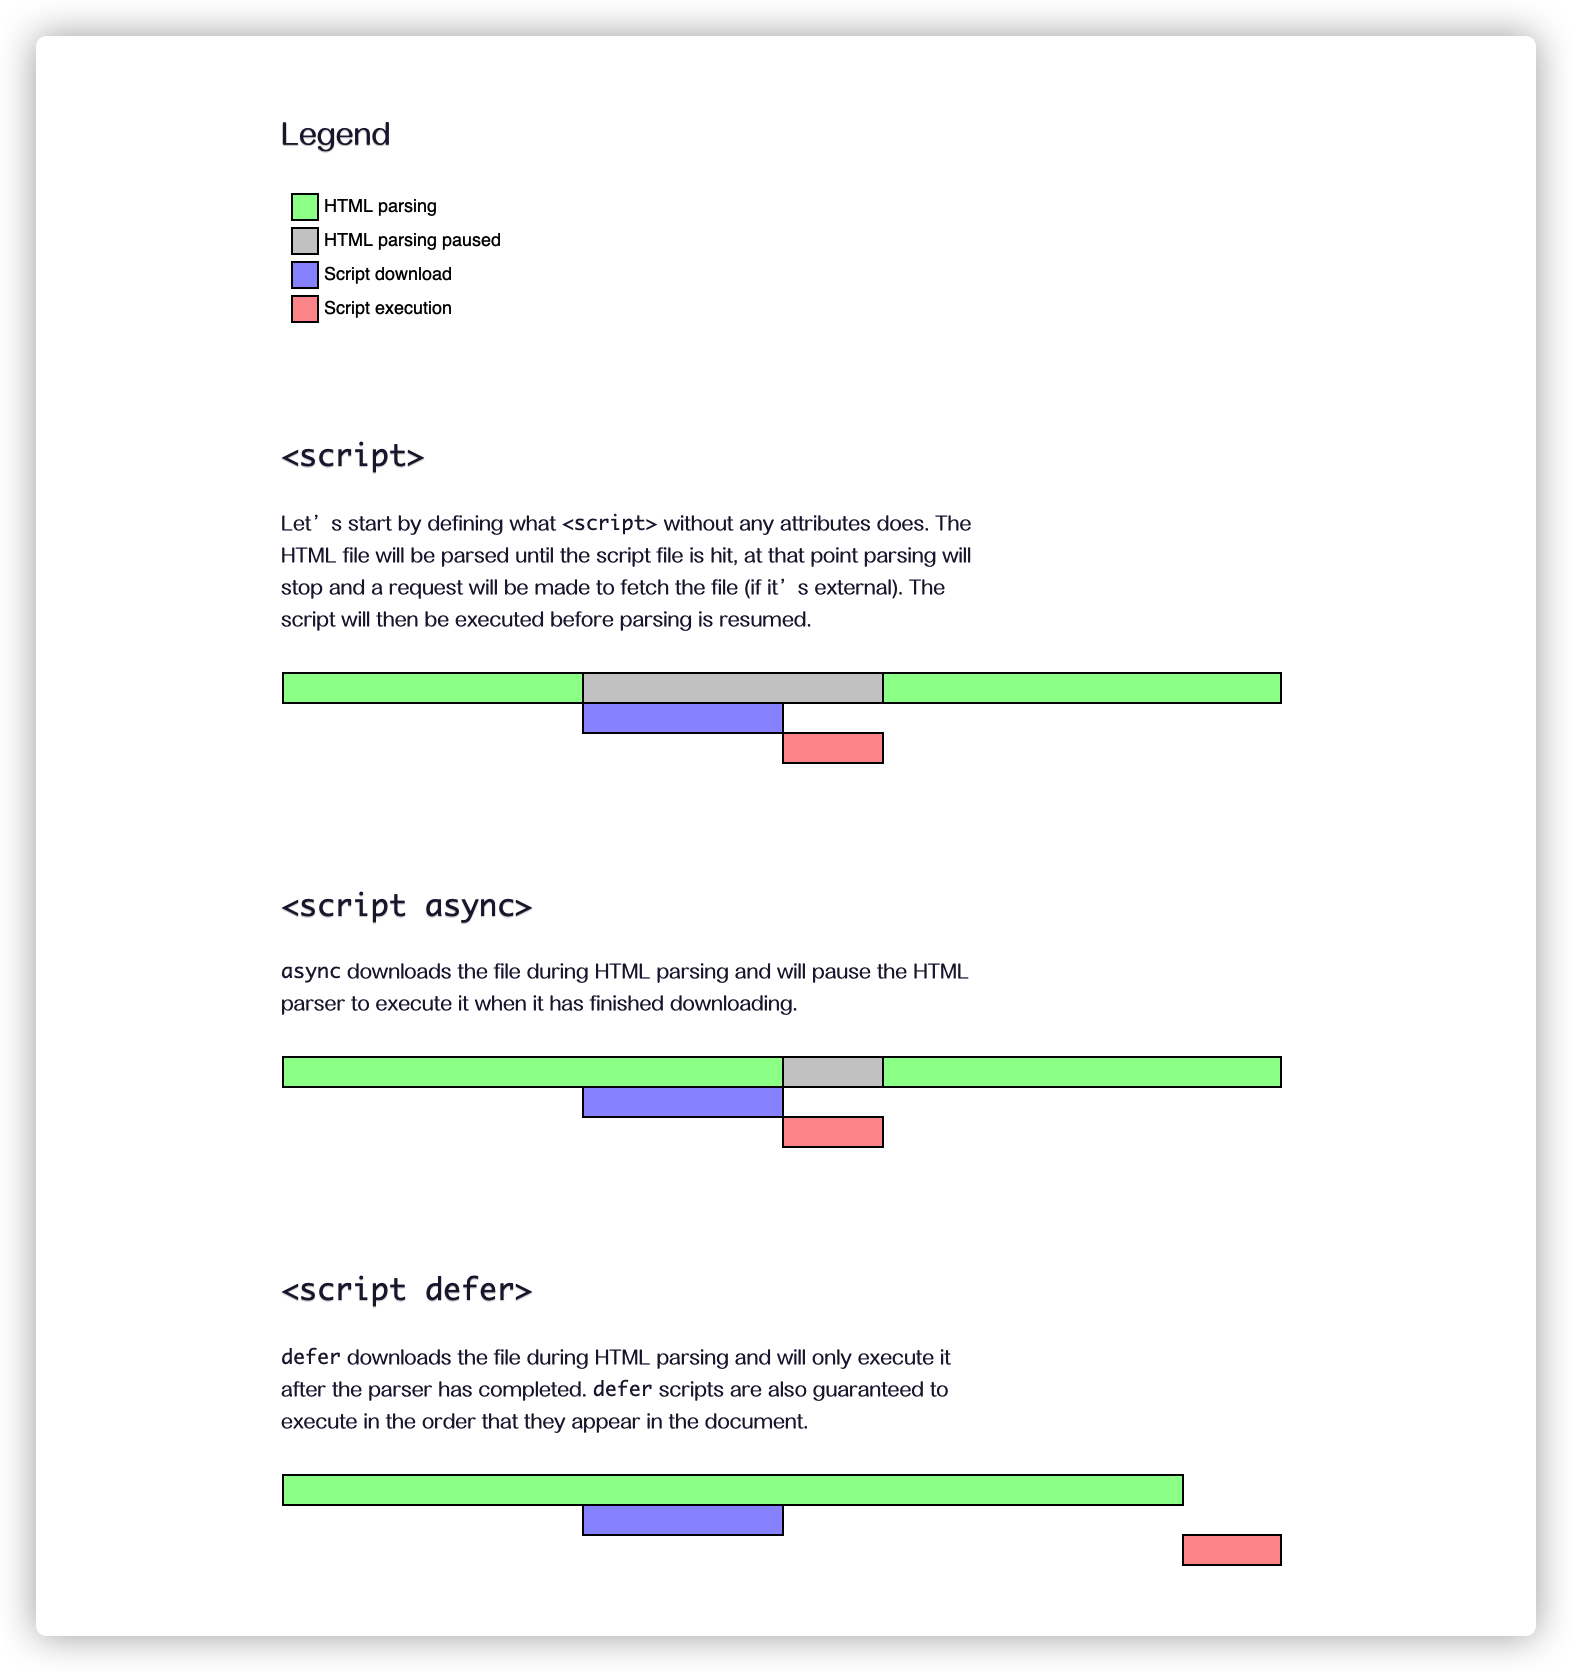 Legend
HTML parsing
HTML parsing paused
Script download
Script execution
<script>
Let’s start by defining what <script> without any attributes does. The
HTML file will be parsed until the script file is hit, at that point parsing will
stop and a request will be made to fetch the file (if it’s external). The
script will then be executed before parsing is resumed.
<script async>
async downloads the file during HTML parsing and will pause the HTML
parser to execute it when it has finished downloading.
<script defer>
defer downloads the file during HTML parsing and will only execute it
after the parser has completed. defer scripts are also guaranteed to
execute in the order that they appear in the document.